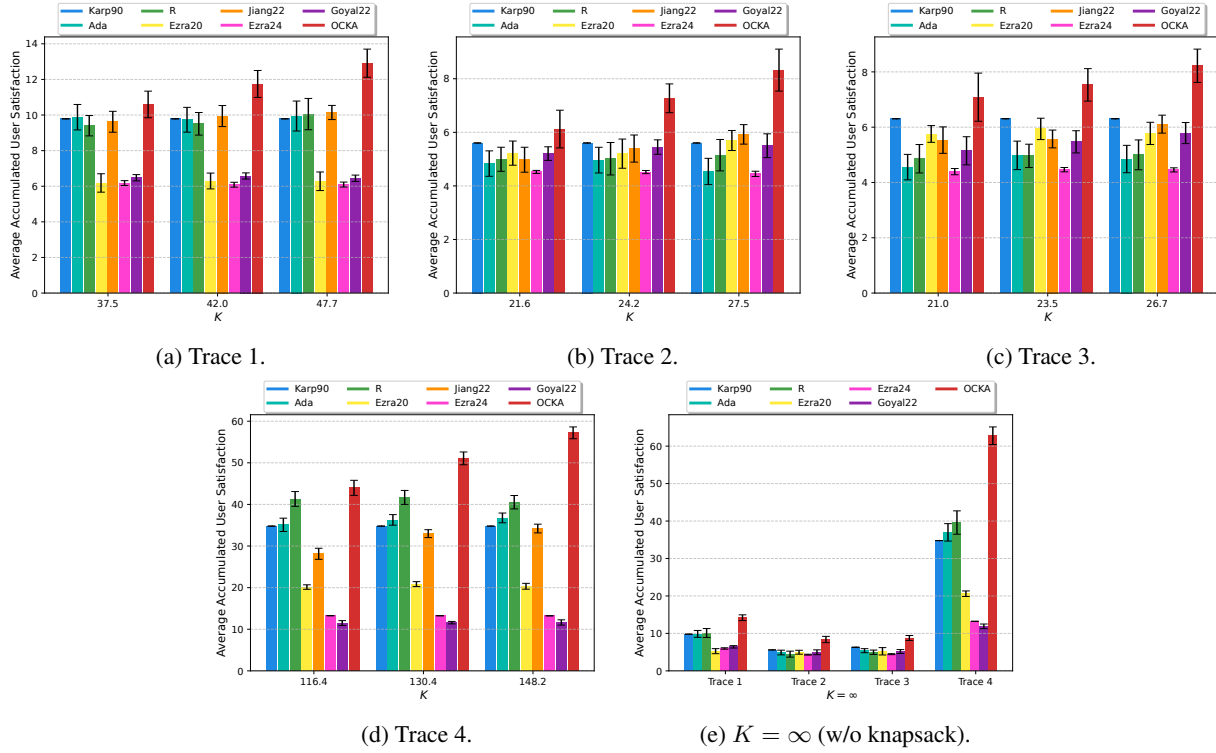 Karp90 R Jiang22 Goyal22
Ada Ezra20 Ezra24 OCKA
Average Accumulated User Satisfaction
14
12
10
8
6
4
2
0
37.5 42.0 47.7
K
(a) Trace 1.
Karp90 R Jiang22 Goyal22
Ada Ezra20 Ezra24 OCKA
Average Accumulated User Satisfaction
8
6
4
2
0
21.6 24.2 27.5
K
(b) Trace 2.
Karp90 R Jiang22 Goyal22
Ada Ezra20 Ezra24 OCKA
Average Accumulated User Satisfaction
8
6
4
2
0
21.0 23.5 26.7
K
(c) Trace 3.
Karp90 R Jiang22 OCKA
Ada Ezra20 Ezra24
Goyal22
Average Accumulated User Satisfaction
60
50
40
30
20
10
0
116.4 130.4 148.2
K
(d) Trace 4.
Karp90 R Ezra24 OCKA
Ada Ezra20 Goyal22
Average Accumulated User Satisfaction
60
50
40
30
20
10
0
Trace 1 Trace 2 Trace 3 Trace 4
K = ∞
(e) K = ∞ (w/o knapsack).